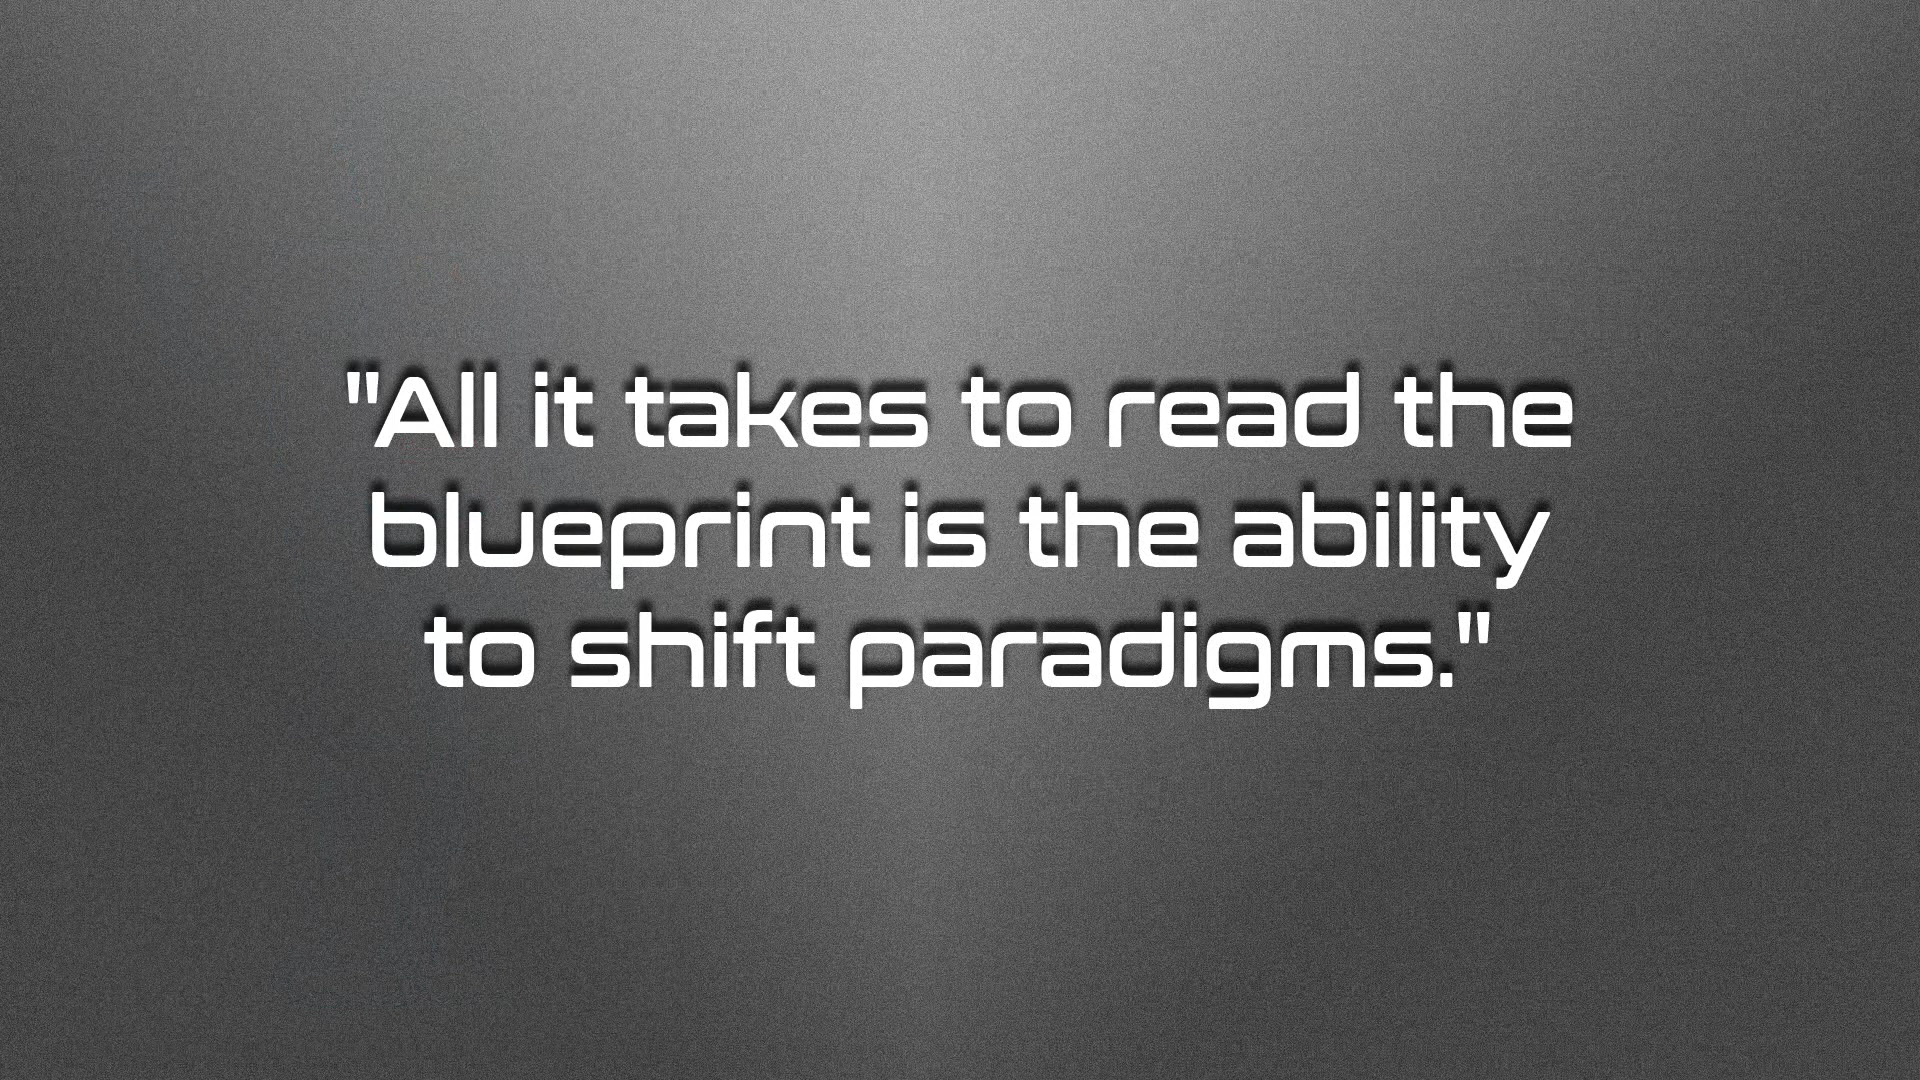 "All it takes to read the
blueprint is the ability
to shift paradigms."